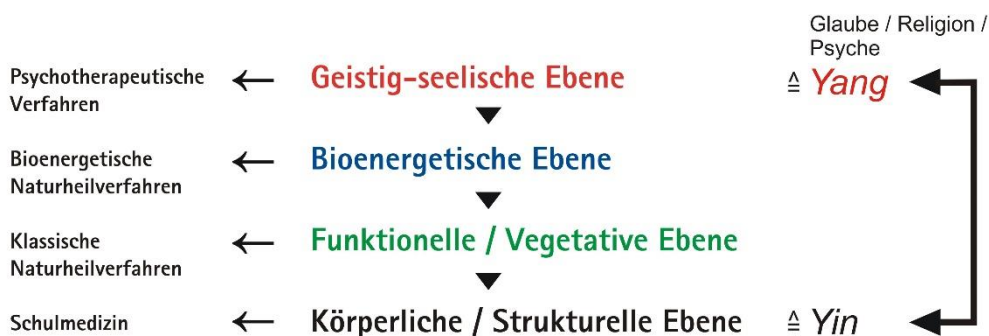 Glaube / Religion /
Psyche
Psychotherapeutische
Verfahren
← Geistig-seelische Ebene ≙ Yang
Bioenergetische
Naturheilverfahren
← Bioenergetische Ebene
Klassische
Naturheilverfahren
← Funktionelle / Vegetative Ebene
Schulmedizin ← Körperliche / Strukturelle Ebene ≙ Yin